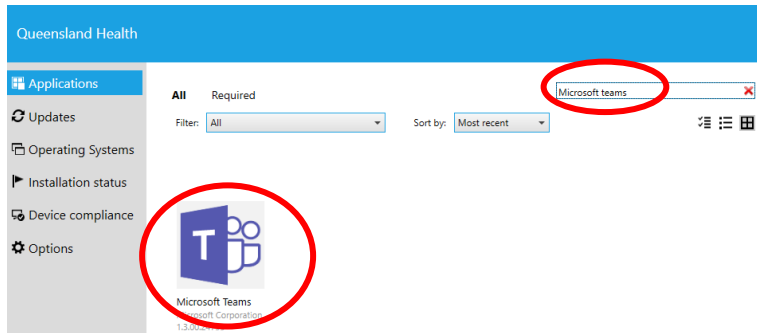 Queensland Health
Applications
Updates
Operating Systems
Installation status
Device compliance
Options
All Required
Microsoft teams
Filter: All Sort by: Most recent
T
Microsoft Teams
Microsoft Corporation